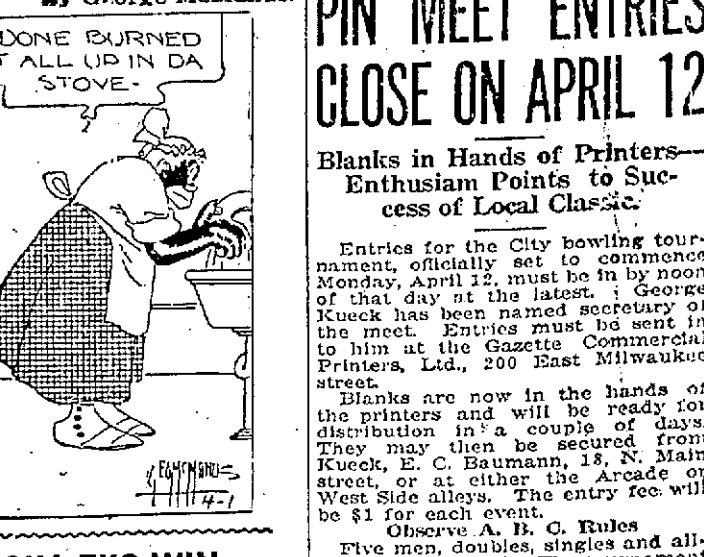 By George McManus
DONE BURNED
T ALL UP IN DA
STOVE-
4-1
PIN MEET ENTRIES
CLOSE ON APRIL 12
Blanks in Hands of Printers—
Enthusiam Points to Suc-
cess of Local Classic.
Entries for the City bowling tour-
nament, officially set to commence
Monday, April 12, must be in by noon
of that day at the latest. George
Kueck has been named secretary of
the meet. Entries must be sent in
to him at the Gazette Commercial
Printers, Ltd., 200 East Milwaukee
street.
Blanks are now in the hands of
the printers and will be ready for
distribution in a couple of days.
They may then be secured from
Kueck, E. C. Baumann, 18, N. Main
street, or at either the Arcade or
West Side alleys. The entry fee will
be $1 for each event.
Observe A. B. C. Rules
Five men, doubles, singles and all-